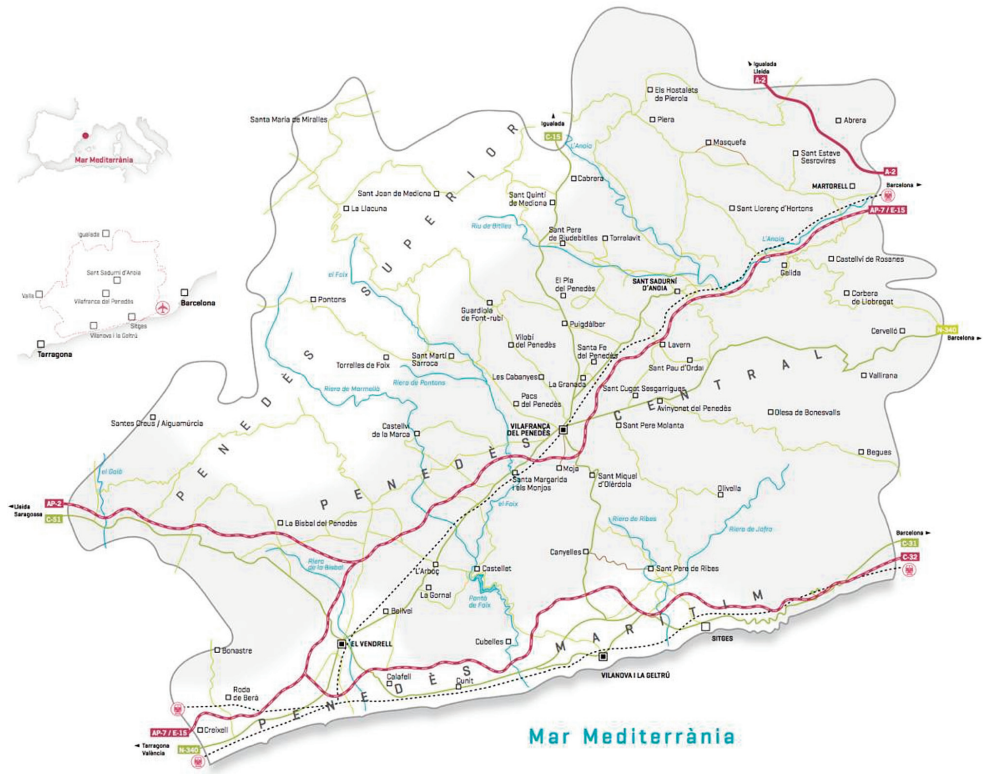 Igualada
Lleida
A-2
Els Hostalets
de Pierola
Piera
Abrera
Santa Maria de Miralles
Igualada
C-15
L'Anoia
Masquefa
Sant Esteve
Sesrovires
Mar Mediterrània
A-2
Cabrera
MARTORELL
Barcelona
Sant Joan de Mediona
Sant Quintí
de Mediona
La Llacuna
Sant Llorenç d'Hortons
AP-7 / E-15
Riu de Bitlles
Sant Pere
de Riudebitlles
Torrelavit
L'Anoia
Igualada
Castellví de Rosanes
Gelida
el Foix
Sant Sadurní d'Anoia
El Pla
del Penedès
SANT SADURNÍ
D'ANOIA
Valls
Vilafranca del Penedès
Barcelona
Pontons
Corbera
de Llobregat
Guardiola
de Font-rubí
Sitges
Vilanova i la Geltrú
Puigdàlber
Cervelló
N-340
Barcelona
Tarragona
Vilobí
del Penedès
Santa Fe
del Penedès
Lavern
Torrelles de Foix
Sant Martí
Sarroca
Sant Pau d'Ordal
Vallirana
Riera de Marmellà
Riera de Pontons
Les Cabanyes
La Granada
Sant Cugat Sesgarrigues
Pacs
del Penedès
Avinyonet del Penedès
Olesa de Bonesvalls
Santes Creus / Aiguamúrcia
VILAFRANCA
DEL PENEDÈS
Sant Pere Molanta
Castellví
de la Marca
Begues
PENEDÈS SUPERIOR
PENEDÈS CENTRAL
el Gaià
Moja
Santa Margarida
i els Monjos
Sant Miquel
d'Olèrdola
Olivella
AP-2
Lleida
Saragossa
C-51
el Foix
La Bisbal del Penedès
Riera de Ribes
Riera de Jafra
Barcelona
C-31
C-32
Canyelles
Riera
de la Bisbal
L'Arboç
Castellet
Sant Pere de Ribes
La Gornal
Pantà
de Foix
Bellvei
Cubelles
SITGES
EL VENDRELL
Bonastre
PENEDÈS MARÍTIM
VILANOVA I LA GELTRÚ
Calafell
Cunit
Roda
de Berà
Creixell
AP-7 / E-15
Tarragona
València
N-340
Mar Mediterrània